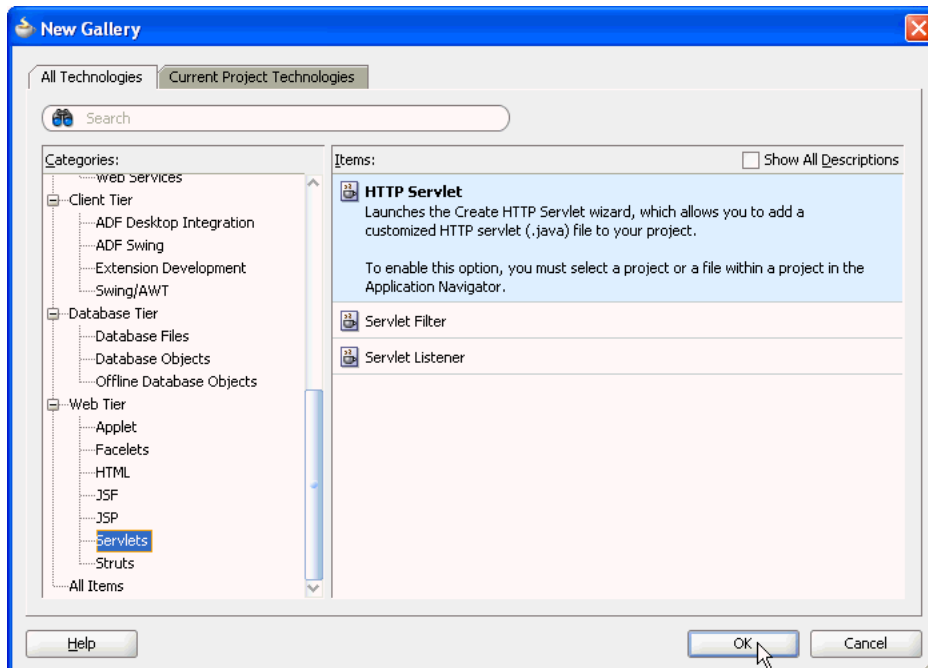 New Gallery
All Technologies
Current Project Technologies
Search
Categories:
Web Services
Client Tier
ADF Desktop Integration
ADF Swing
Extension Development
Swing/AWT
Database Tier
Database Files
Database Objects
Offline Database Objects
Web Tier
Applet
Facelets
HTML
JSF
JSP
Servlets
Struts
All Items
Items:
Show All Descriptions
HTTP Servlet
Launches the Create HTTP Servlet wizard, which allows you to add a
customized HTTP servlet (.java) file to your project.
To enable this option, you must select a project or a file within a project in the
Application Navigator.
Servlet Filter
Servlet Listener
Help
OK
Cancel